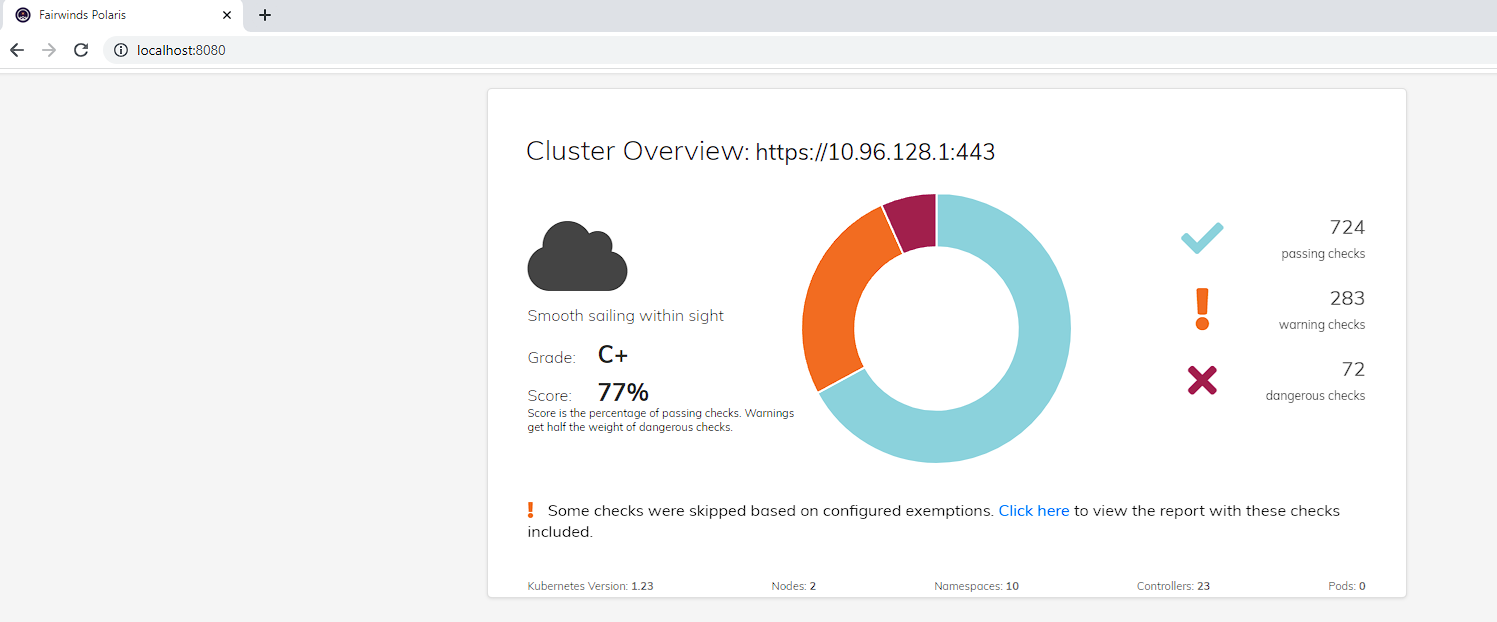 Fairwinds Polaris
localhost:8080
Cluster Overview: https://10.96.128.1:443
Smooth sailing within sight
Grade: C+
Score: 77%
Score is the percentage of passing checks. Warnings
get half the weight of dangerous checks.
724
passing checks
283
warning checks
72
dangerous checks
Some checks were skipped based on configured exemptions. Click here to view the report with these checks
included.
Kubernetes Version: 1.23 Nodes: 2 Namespaces: 10 Controllers: 23 Pods: 0